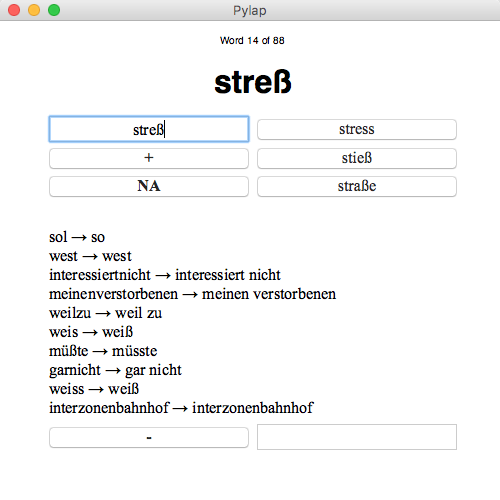 Pylap
Word 14 of 88
streß
streß stress
+ stieß
NA straße
sol → so
west → west
interessiertnicht → interessiert nicht
meinenverstorbenen → meinen verstorbenen
weilzu → weil zu
weis → weiß
müßte → müsste
garnicht → gar nicht
weiss → weiß
interzonenbahnhof → interzonenbahnhof
-